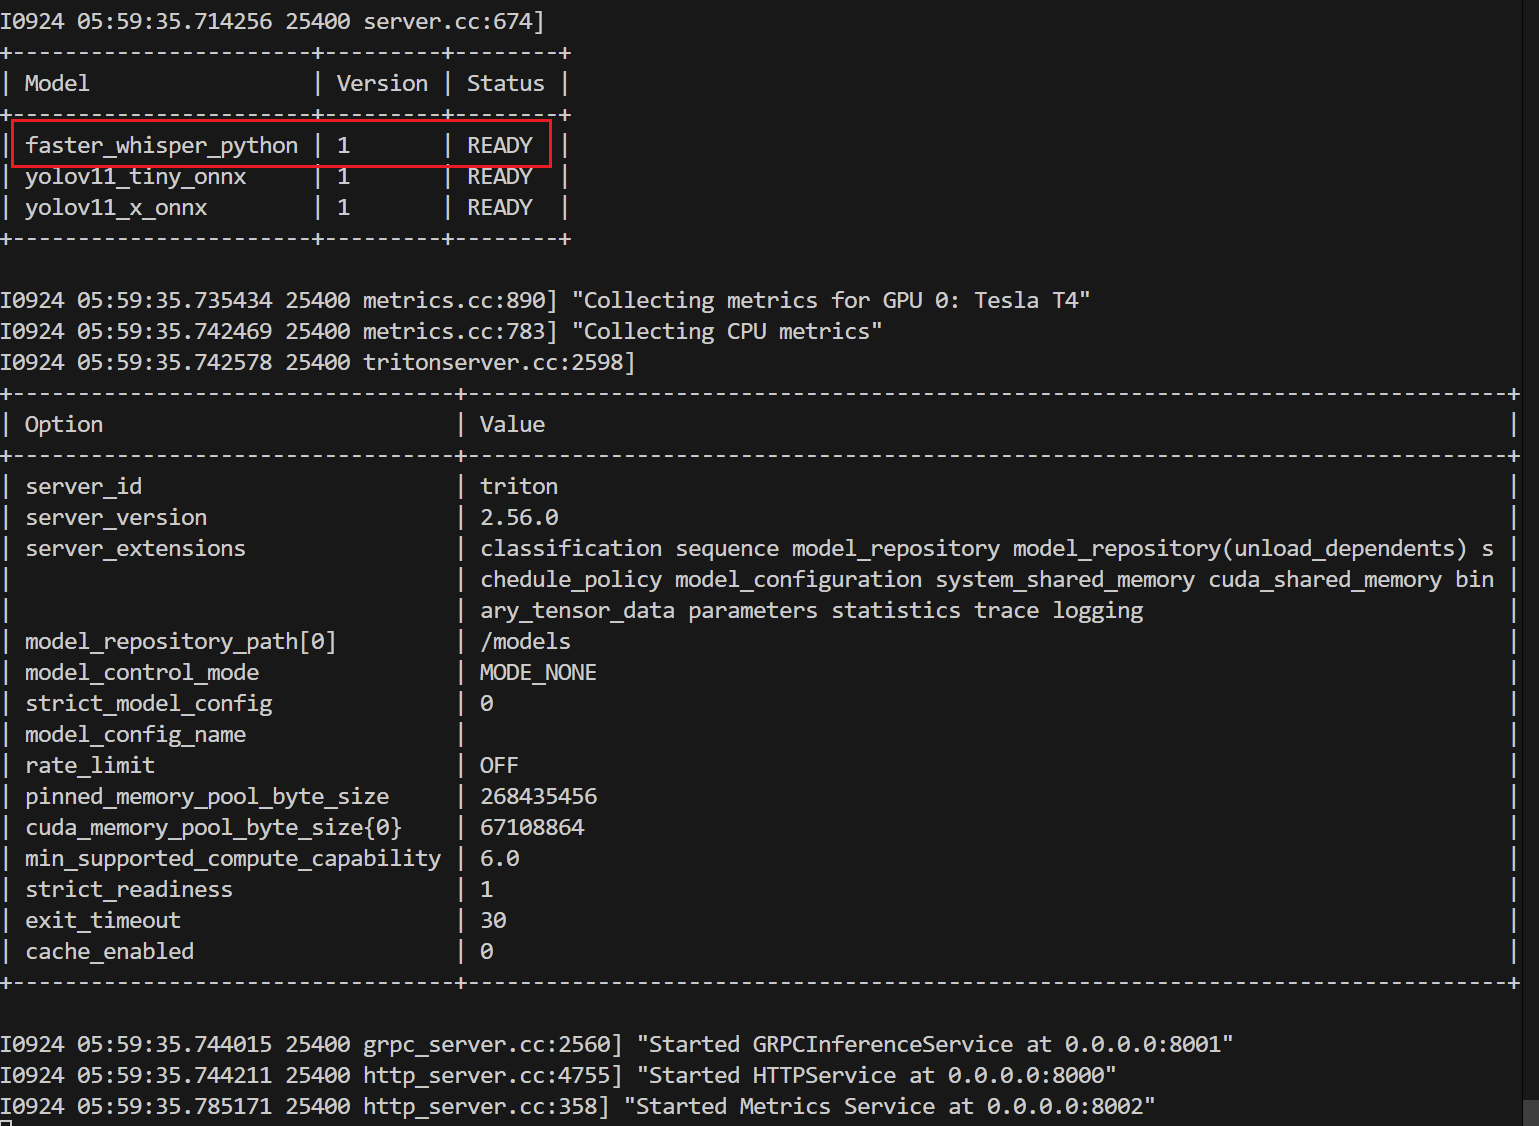 I0924 05:59:35.714256 25400 server.cc:674]
+-----------------------+---------+--------+
| Model                 | Version | Status |
+-----------------------+---------+--------+
| faster_whisper_python | 1       | READY  |
| yolov11_tiny_onnx     | 1       | READY  |
| yolov11_x_onnx        | 1       | READY  |
+-----------------------+---------+--------+
I0924 05:59:35.735434 25400 metrics.cc:890] "Collecting metrics for GPU 0: Tesla T4"
I0924 05:59:35.742469 25400 metrics.cc:783] "Collecting CPU metrics"
I0924 05:59:35.742578 25400 tritonserver.cc:2598]
+----------------------------------+--------------------------------------------------------------------------------+
| Option                           | Value                                                                          |
+----------------------------------+--------------------------------------------------------------------------------+
| server_id                        | triton                                                                         |
| server_version                   | 2.56.0                                                                         |
| server_extensions                | classification sequence model_repository model_repository(unload_dependents) s |
|                                  | chedule_policy model_configuration system_shared_memory cuda_shared_memory bin |
|                                  | ary_tensor_data parameters statistics trace logging                            |
| model_repository_path[0]         | /models                                                                        |
| model_control_mode               | MODE_NONE                                                                      |
| strict_model_config              | 0                                                                              |
| model_config_name                |                                                                                |
| rate_limit                       | OFF                                                                            |
| pinned_memory_pool_byte_size     | 268435456                                                                      |
| cuda_memory_pool_byte_size{0}    | 67108864                                                                       |
| min_supported_compute_capability | 6.0                                                                            |
| strict_readiness                 | 1                                                                              |
| exit_timeout                     | 30                                                                             |
| cache_enabled                    | 0                                                                              |
+----------------------------------+--------------------------------------------------------------------------------+
I0924 05:59:35.744015 25400 grpc_server.cc:2560] "Started GRPCInferenceService at 0.0.0.0:8001"
I0924 05:59:35.744211 25400 http_server.cc:4755] "Started HTTPService at 0.0.0.0:8000"
I0924 05:59:35.785171 25400 http_server.cc:358] "Started Metrics Service at 0.0.0.0:8002"